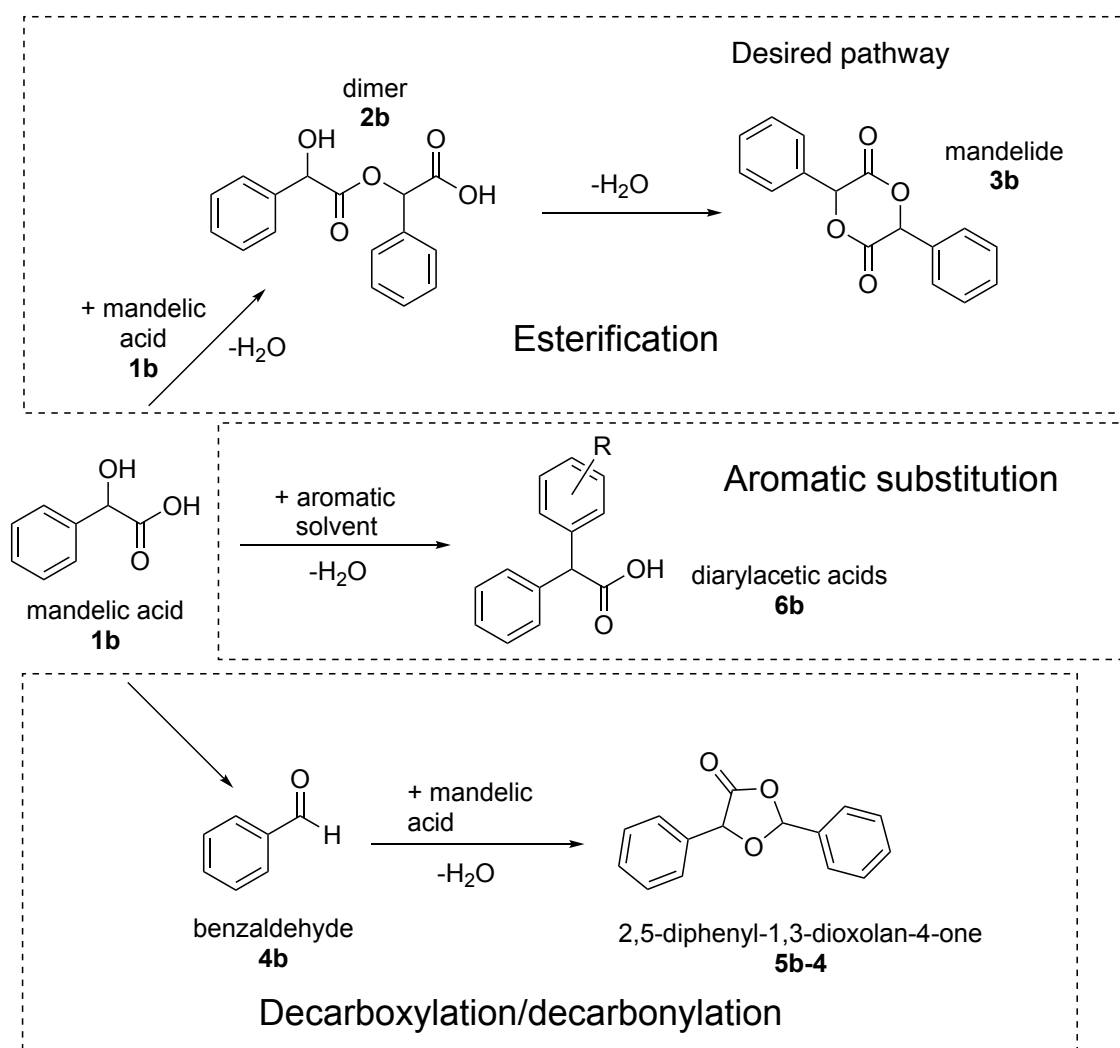 Desired pathway
dimer
2b
OH
O
O
OH
O
-H₂O
O
O
O
O
mandelide
3b
+ mandelic
acid
1b
-H₂O
Esterification
OH
OH
O
mandelic acid
1b
+ aromatic
solvent
-H₂O
R
OH
O
Aromatic substitution
diarylacetic acids
6b
O
H
benzaldehyde
4b
+ mandelic
acid
-H₂O
O
O
O
2,5-diphenyl-1,3-dioxolan-4-one
5b-4
Decarboxylation/decarbonylation